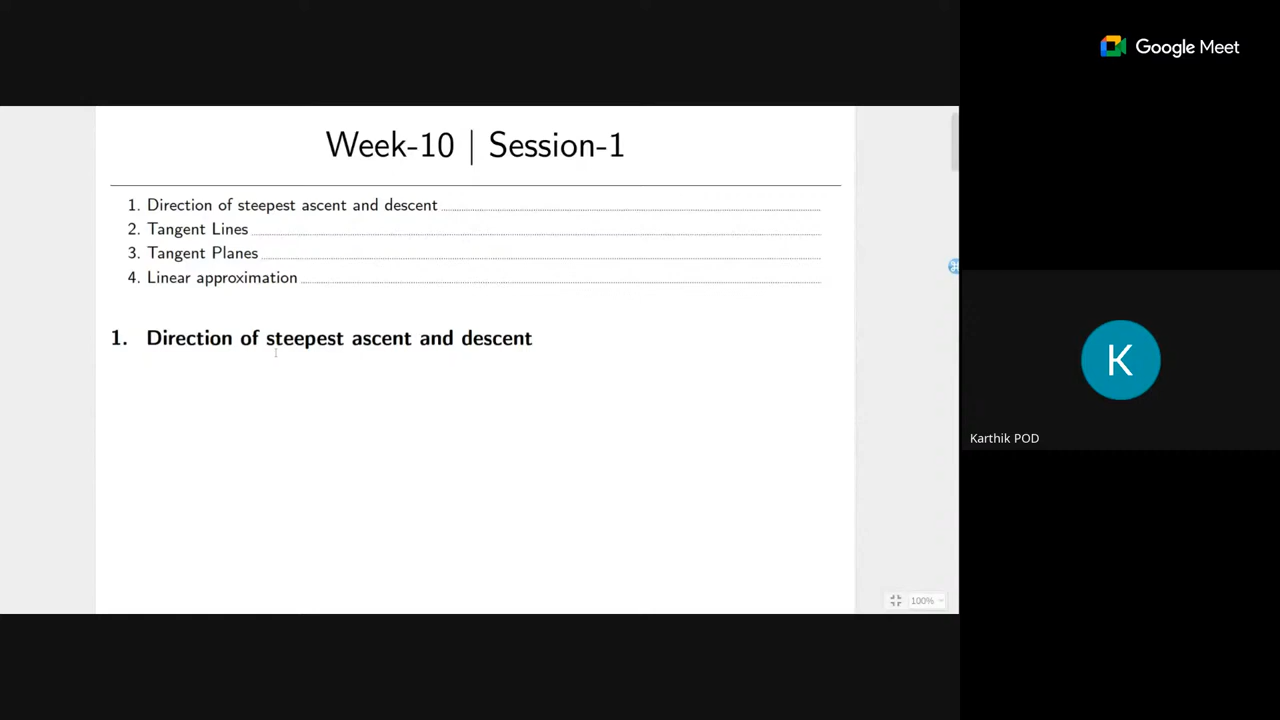 Google Meet
Week-10 | Session-1
1. Direction of steepest ascent and descent
2. Tangent Lines
3. Tangent Planes
4. Linear approximation
1. Direction of steepest ascent and descent
K
Karthik POD
100%